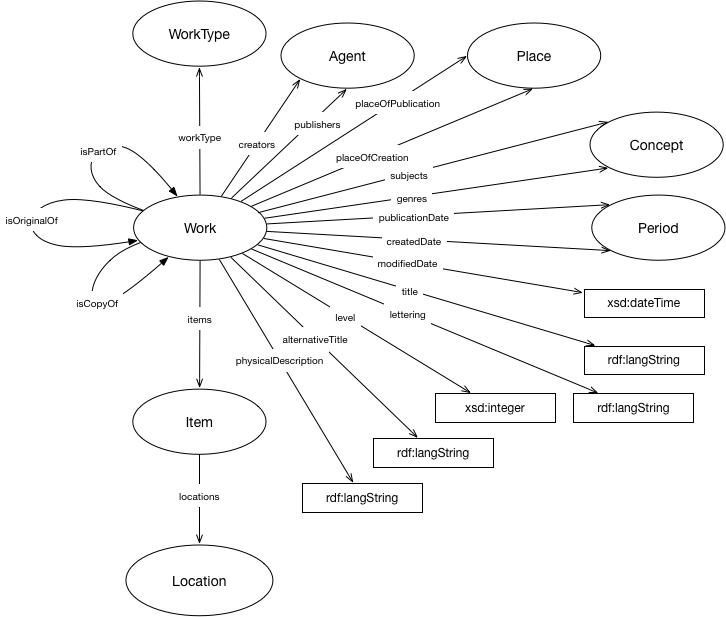 WorkType
Agent
Place
placeOfPublication
publishers
workType
creators
isPartOf
placeOfCreation
Concept
subjects
genres
isOriginalOf
publicationDate
Work
Period
createdDate
modifiedDate
title
xsd:dateTime
isCopyOf
lettering
level
items
alternativeTitle
physicalDescription
rdf:langString
xsd:integer
rdf:langString
Item
rdf:langString
locations
rdf:langString
Location